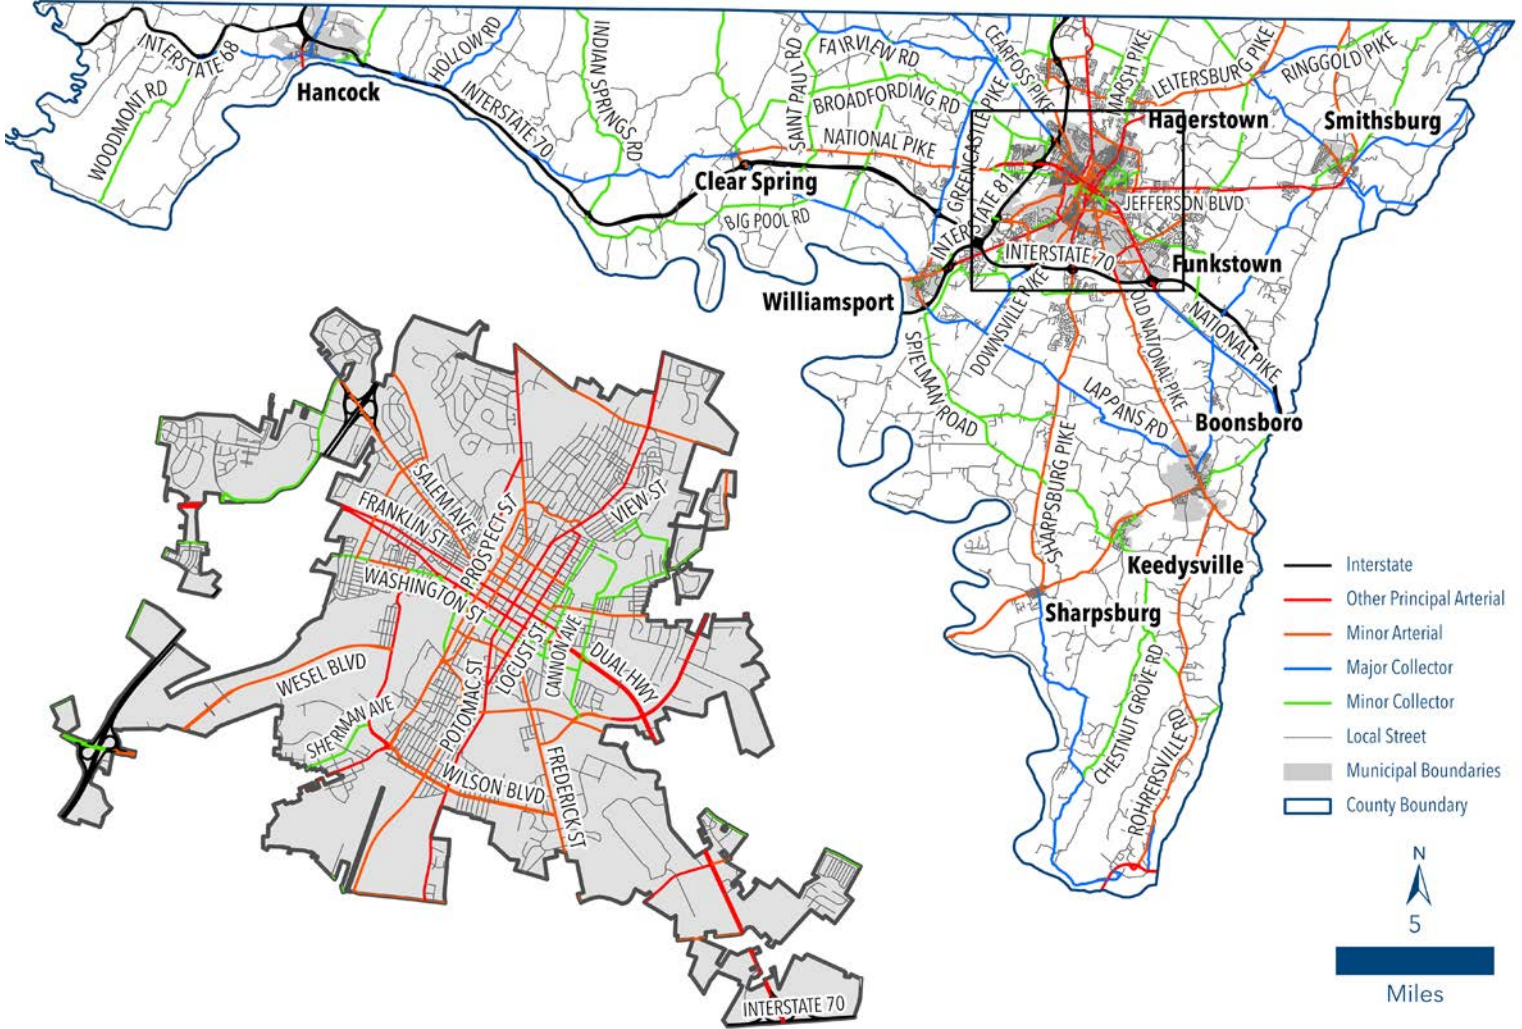 INTERSTATE 68
WOODMONT RD
Hancock
HOLLOW RD
INTERSTATE 70
INDIAN SPRINGS RD
SAINT PAUL RD
FAIRVIEW RD
BROADFORDING RD
NATIONAL PIKE
Clear Spring
BIG POOL RD
CEARFOSS PIKE
GREENCASTLE PIKE
MARSH PIKE
LEITERSBURG PIKE
RINGGOLD PIKE
Hagerstown
Smithsburg
INTERSTATE 81
JEFFERSON BLVD
INTERSTATE 70
Funkstown
Williamsport
DOWNSVILLE PIKE
OLD NATIONAL PIKE
NATIONAL PIKE
SPIELMAN ROAD
LAPPANS RD
Boonsboro
SHARPSBURG PIKE
Keedysville
Sharpsburg
CHESTNUT GROVE RD
ROHRERSVILLE RD
SALEM AVE
FRANKLIN ST
PROSPECT ST
VIEW ST
WASHINGTON ST
LOCUST ST
CANNON AVE
DUAL HWY
WESEL BLVD
POTOMAC ST
SHERMAN AVE
WILSON BLVD
FREDERICK ST
INTERSTATE 70
Interstate
Other Principal Arterial
Minor Arterial
Major Collector
Minor Collector
Local Street
Municipal Boundaries
County Boundary
N
5
Miles